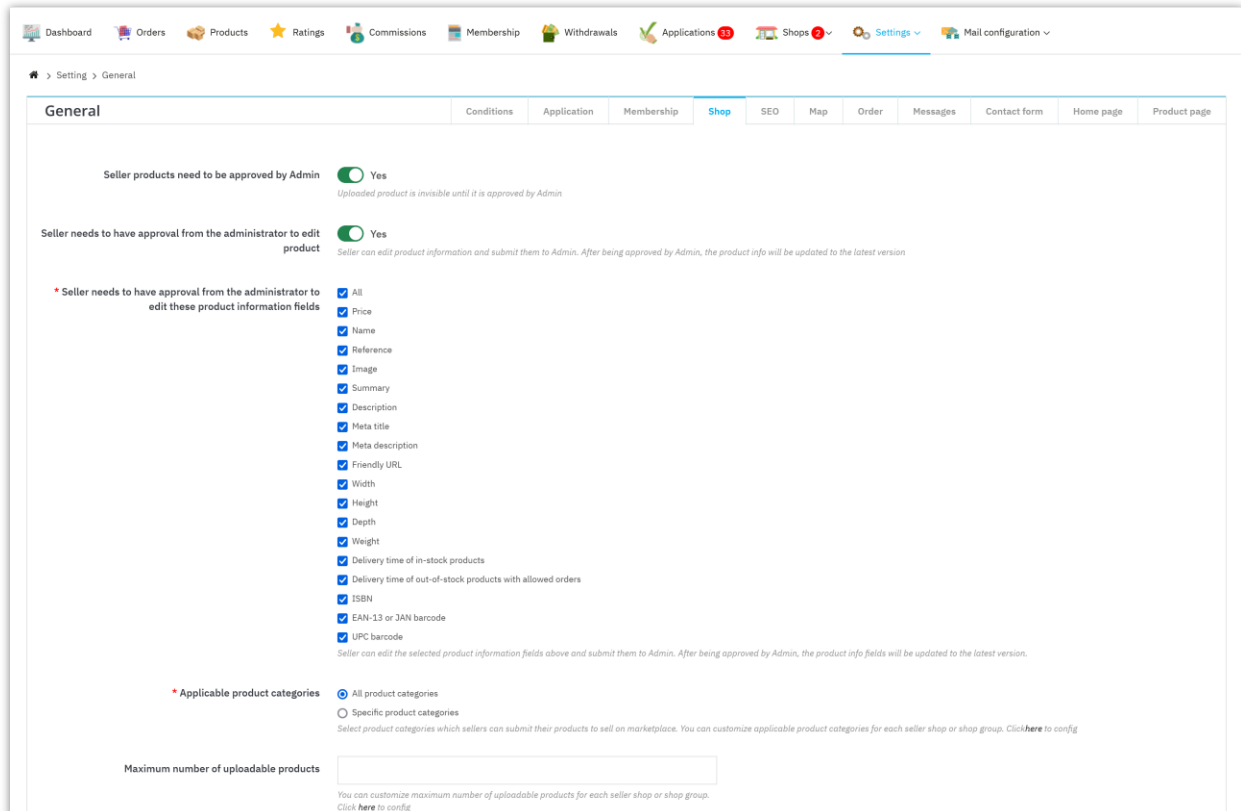 Dashboard Orders Products Ratings Commissions Membership Withdrawals Applications 33 Shops 2 Settings Mail configuration
> Setting > General
General Conditions Application Membership Shop SEO Map Order Messages Contact form Home page Product page
Seller products need to be approved by Admin Yes
Uploaded product is invisible until it is approved by Admin
Seller needs to have approval from the administrator to edit
product
Yes
Seller can edit product information and submit them to Admin. After being approved by Admin, the product info will be updated to the latest version
* Seller needs to have approval from the administrator to
edit these product information fields
All
Price
Name
Reference
Image
Summary
Description
Meta title
Meta description
Friendly URL
Width
Height
Depth
Weight
Delivery time of in-stock products
Delivery time of out-of-stock products with allowed orders
ISBN
EAN-13 or JAN barcode
UPC barcode
Seller can edit the selected product information fields above and submit them to Admin. After being approved by Admin, the product info fields will be updated to the latest version.
* Applicable product categories
All product categories
Specific product categories
Select product categories which sellers can submit their products to sell on marketplace. You can customize applicable product categories for each seller shop or shop group. Clickhere to config
Maximum number of uploadable products
You can customize maximum number of uploadable products for each seller shop or shop group.
Click here to config